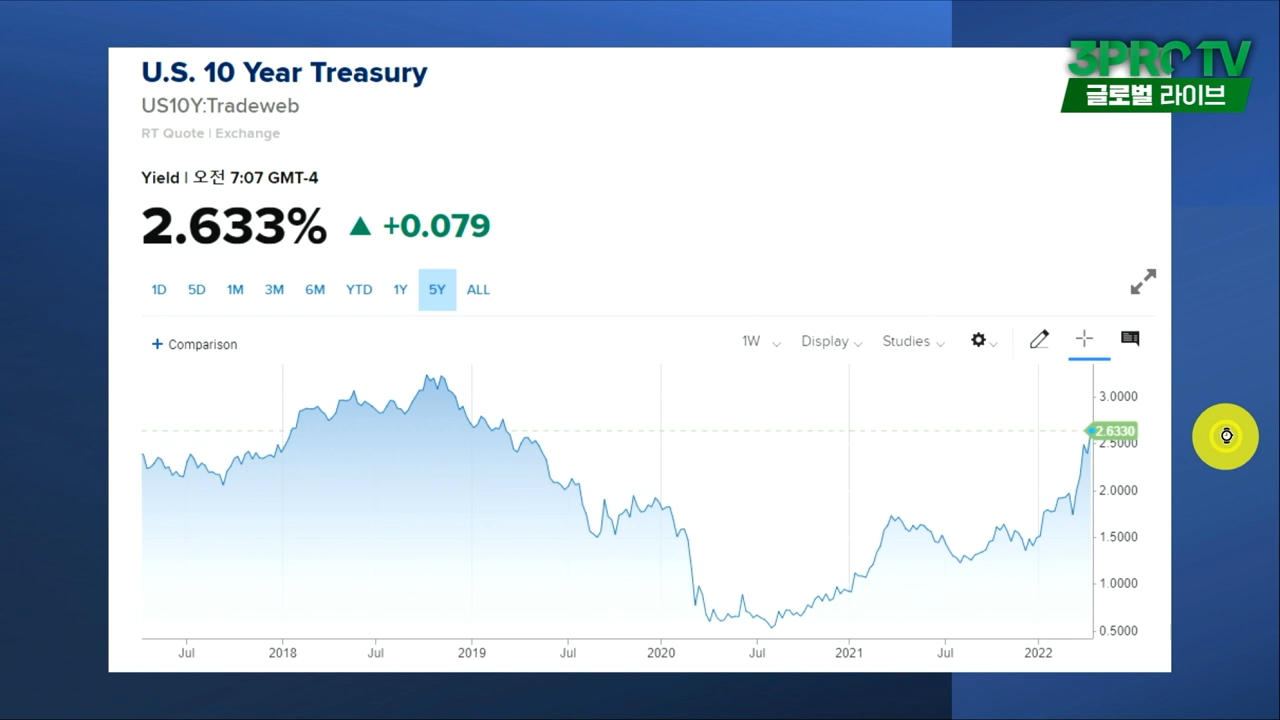 U.S. 10 Year Treasury
3PRO TV
글로벌 라이브
US10Y:Tradeweb
RT Quote | Exchange
Yield | 오전 7:07 GMT-4
2.633% ▲ +0.079
1D 5D 1M 3M 6M YTD 1Y 5Y ALL
+ Comparison
1W Display Studies
3.0000
2.6330
2.5000
2.0000
1.5000
1.0000
0.5000
Jul 2018 Jul 2019 Jul 2020 Jul 2021 Jul 2022